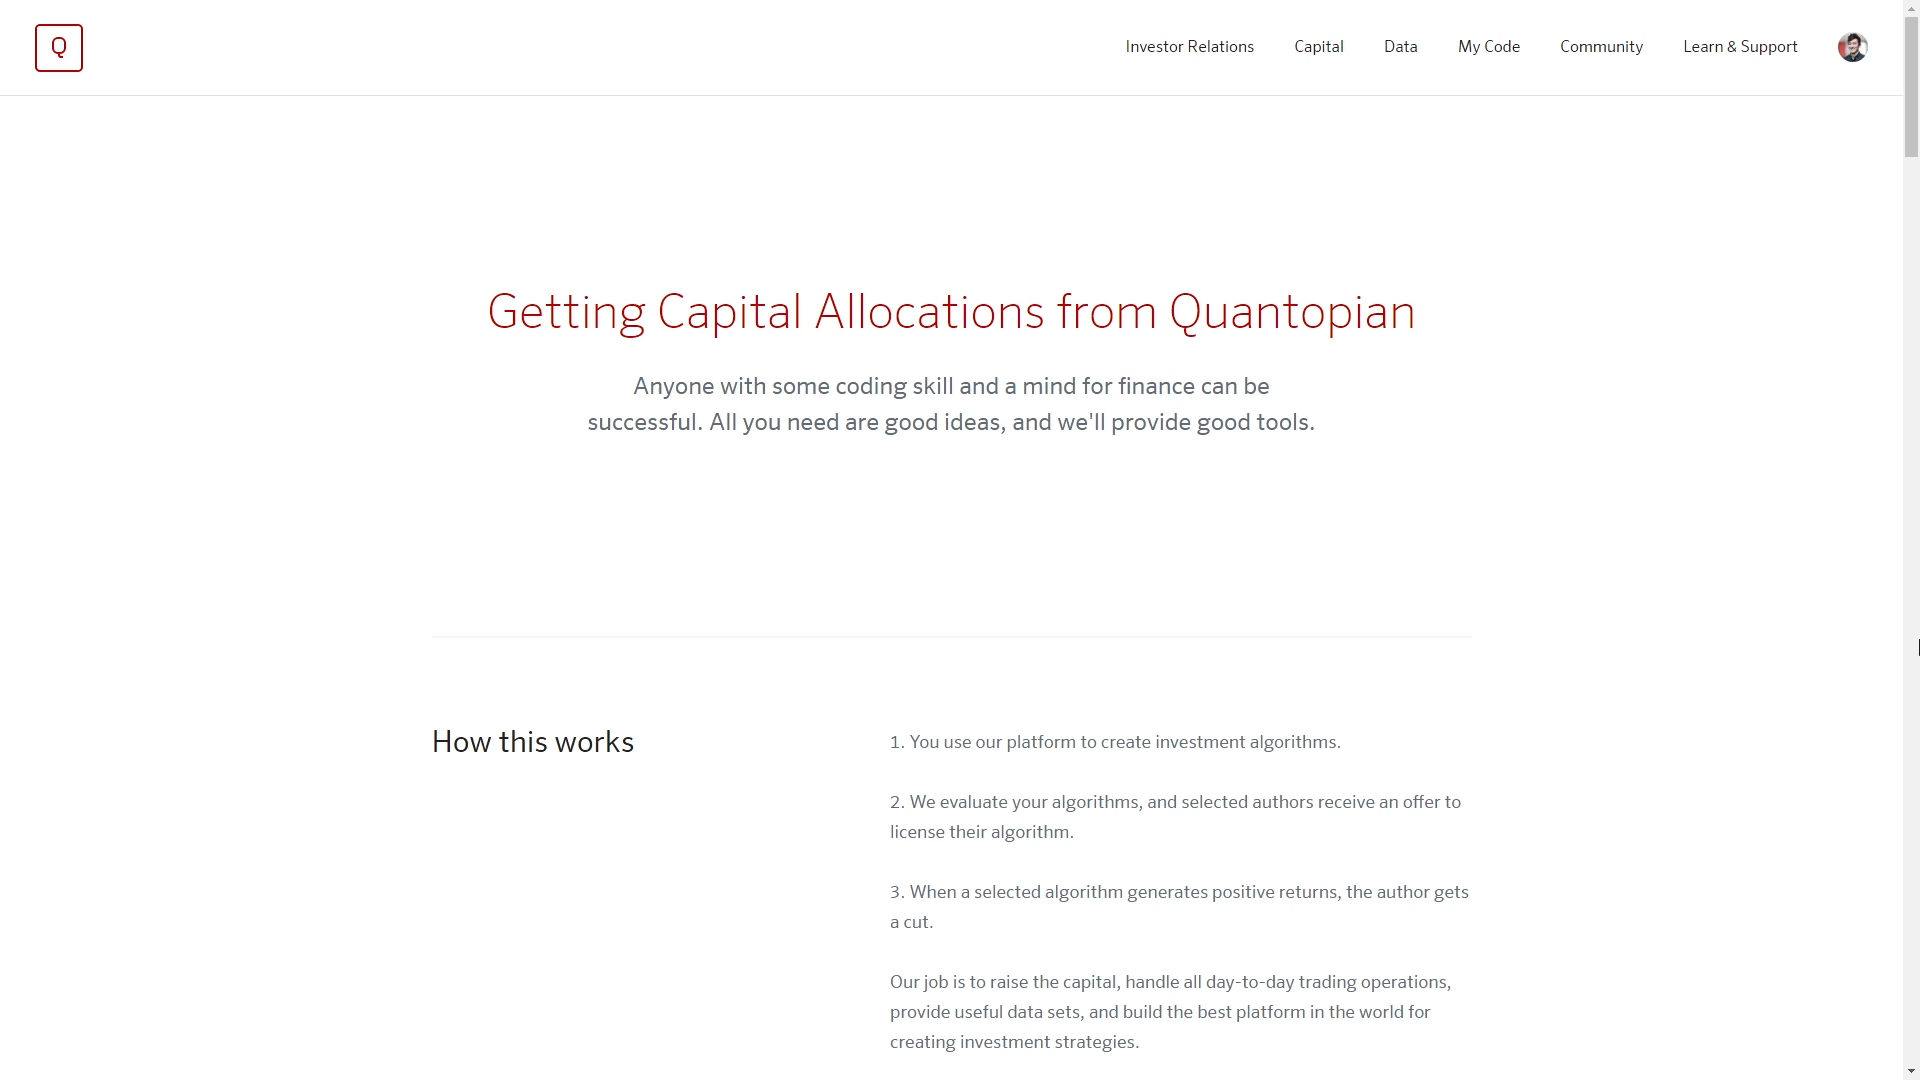 Q
Investor Relations Capital Data My Code Community Learn & Support
Getting Capital Allocations from Quantopian
Anyone with some coding skill and a mind for finance can be
successful. All you need are good ideas, and we'll provide good tools.
How this works
1. You use our platform to create investment algorithms.
2. We evaluate your algorithms, and selected authors receive an offer to
license their algorithm.
3. When a selected algorithm generates positive returns, the author gets
a cut.
Our job is to raise the capital, handle all day-to-day trading operations,
provide useful data sets, and build the best platform in the world for
creating investment strategies.